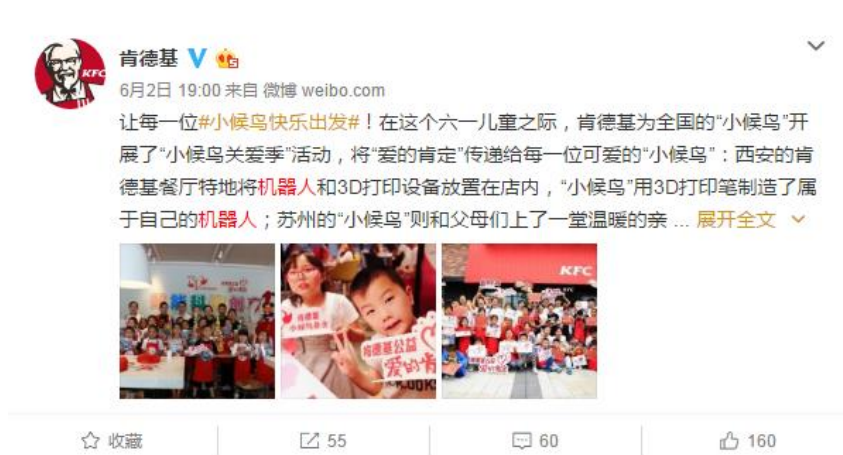 肯德基
6月2日 19:00 来自 微博 weibo.com
让每一位#小候鸟快乐出发#！在这个六一儿童之际，肯德基为全国的“小候鸟”开
展了“小候鸟关爱季”活动，将“爱的肯定”传递给每一位可爱的“小候鸟”：西安的肯
德基餐厅特地将机器人和3D打印设备放置在店内，“小候鸟”用3D打印笔制造了属
于自己的机器人；苏州的“小候鸟”则和父母们上了一堂温暖的亲 ... 展开全文
KFC
肯德基
肯德基公益
爱的肯
KFC
收藏
55
60
160